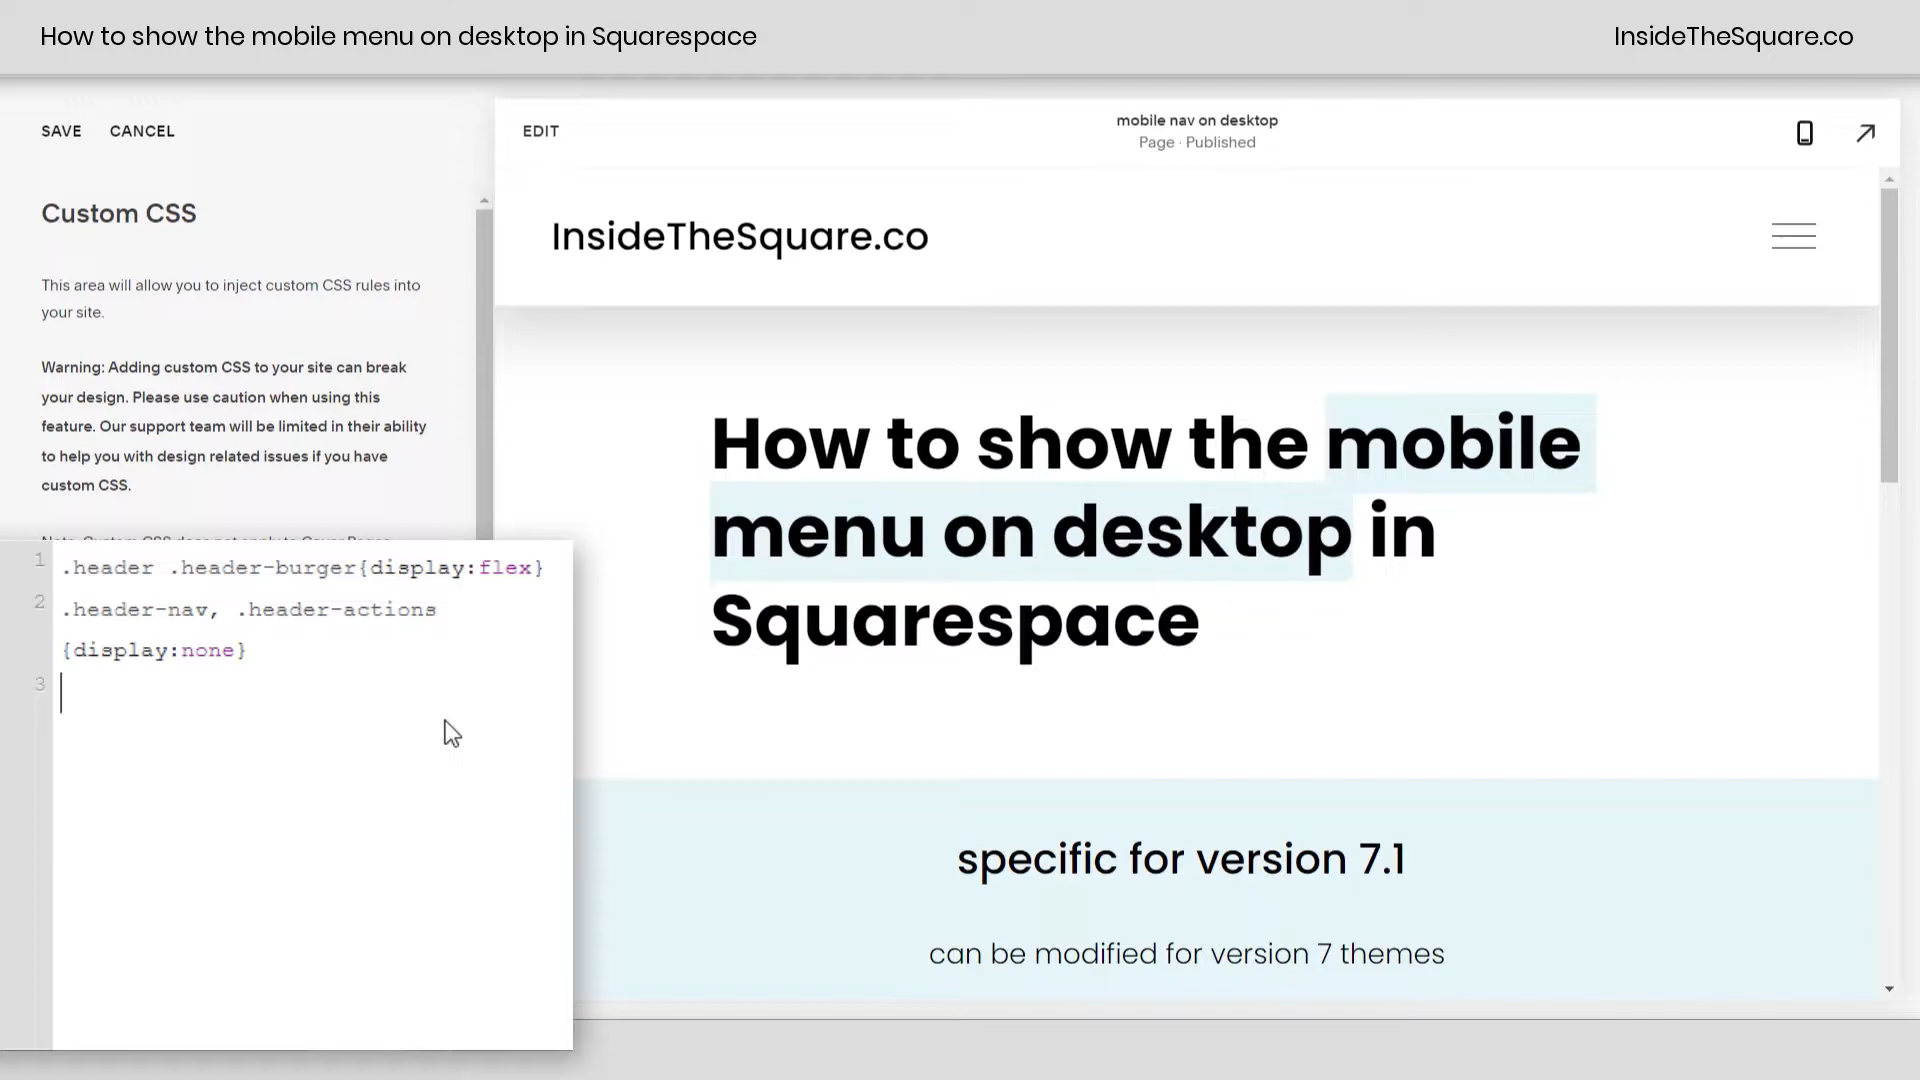 How to show the mobile menu on desktop in Squarespace
InsideTheSquare.co
SAVE CANCEL
EDIT
mobile nav on desktop
Page · Published
Custom CSS
This area will allow you to inject custom CSS rules into
your site.
Warning: Adding custom CSS to your site can break
your design. Please use caution when using this
feature. Our support team will be limited in their ability
to help you with design related issues if you have
custom CSS.
1 .header .header-burger{display:flex}
2 .header-nav, .header-actions
{display:none}
3
InsideTheSquare.co
How to show the mobile
menu on desktop in
Squarespace
specific for version 7.1
can be modified for version 7 themes